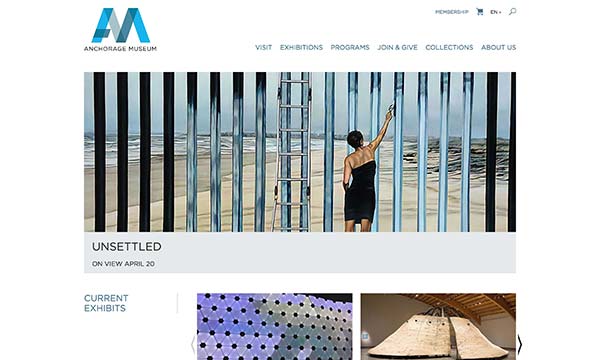 MEMBERSHIP EN
ANCHORAGE MUSEUM
VISIT EXHIBITIONS PROGRAMS JOIN & GIVE COLLECTIONS ABOUT US
UNSETTLED
ON VIEW APRIL 20
CURRENT
EXHIBITS